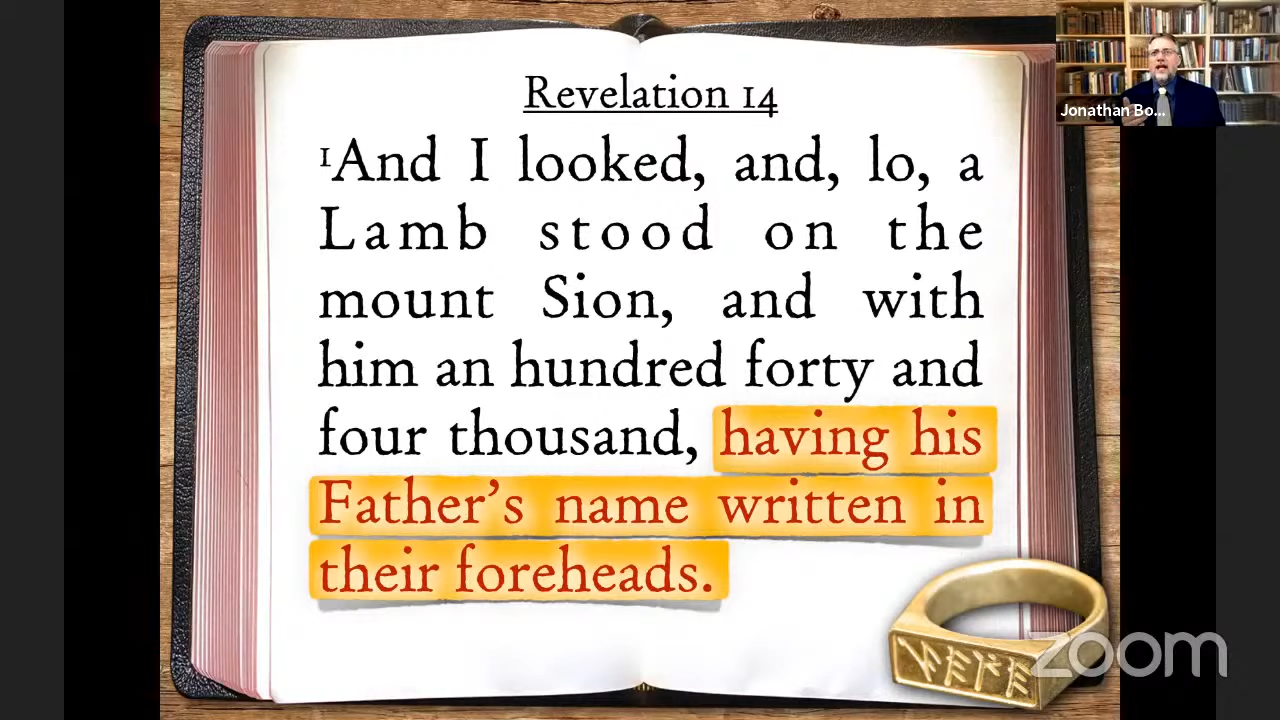 Revelation 14
1And I looked, and, lo, a
Lamb stood on the
mount Sion, and with
him an hundred forty and
four thousand, having his
Father's name written in
their foreheads.
Jonathan Bo...
zoom